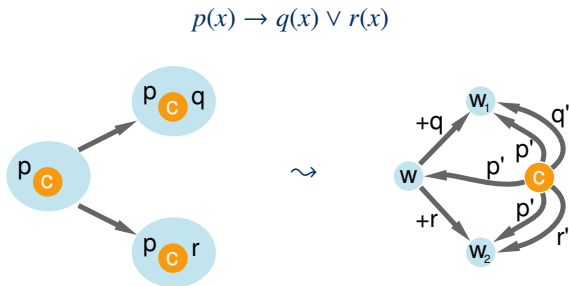 p(x) → q(x) ∨ r(x)
p c q
p c
p c r
⤳
w₁
+q
q'
p'
w
p'
c
+r
p'
r'
w₂